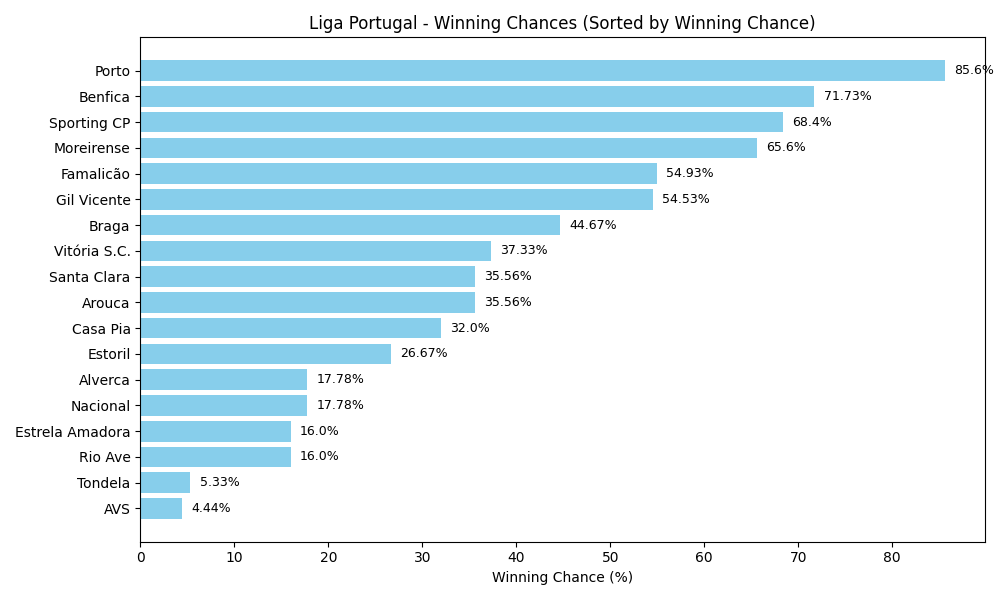 Liga Portugal - Winning Chances (Sorted by Winning Chance)
Porto 85.6%
Benfica 71.73%
Sporting CP 68.4%
Moreirense 65.6%
Famalicão 54.93%
Gil Vicente 54.53%
Braga 44.67%
Vitória S.C. 37.33%
Santa Clara 35.56%
Arouca 35.56%
Casa Pia 32.0%
Estoril 26.67%
Alverca 17.78%
Nacional 17.78%
Estrela Amadora 16.0%
Rio Ave 16.0%
Tondela 5.33%
AVS 4.44%
0 10 20 30 40 50 60 70 80
Winning Chance (%)